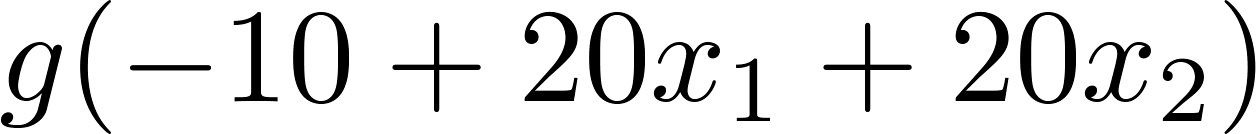 g(−10 + 20x₁ + 20x₂)